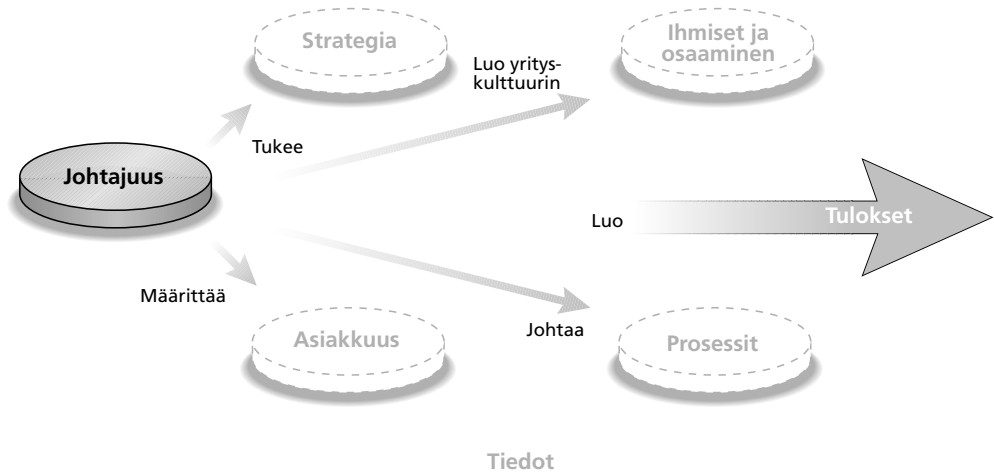 Strategia
Ihmiset ja
osaaminen
Luo yritys-
kulttuurin
Tukee
Johtajuus
Luo
Tulokset
Määrittää
Johtaa
Asiakkuus
Prosessit
Tiedot